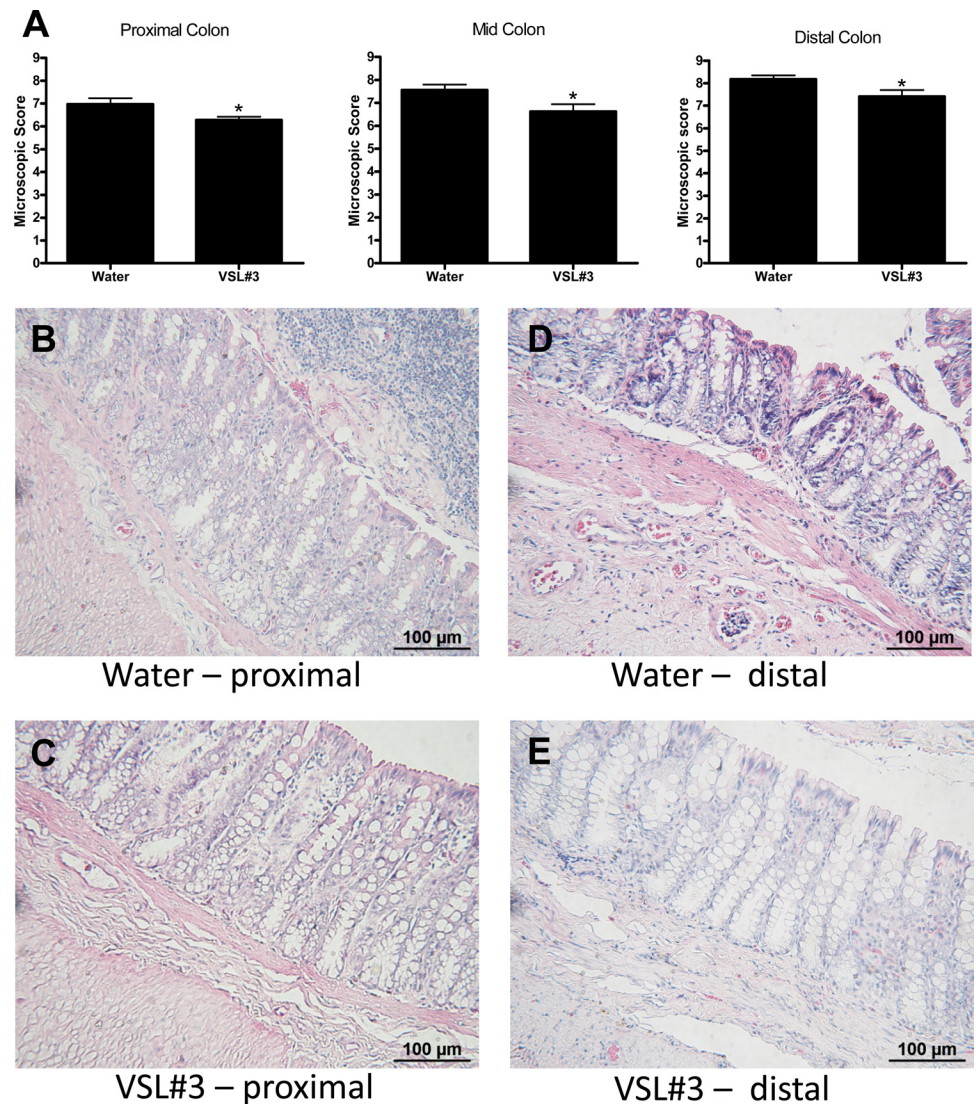 A
Proximal Colon
Microscopic Score
9
8
7
6
5
4
3
2
1
0
Water
VSL#3
*
Mid Colon
Microscopic Score
9
8
7
6
5
4
3
2
1
0
Water
VSL#3
*
Distal Colon
Microscopic score
9
8
7
6
5
4
3
2
1
0
Water
VSL#3
*
B
100 µm
Water – proximal
D
100 µm
Water – distal
C
100 µm
VSL#3 – proximal
E
100 µm
VSL#3 – distal